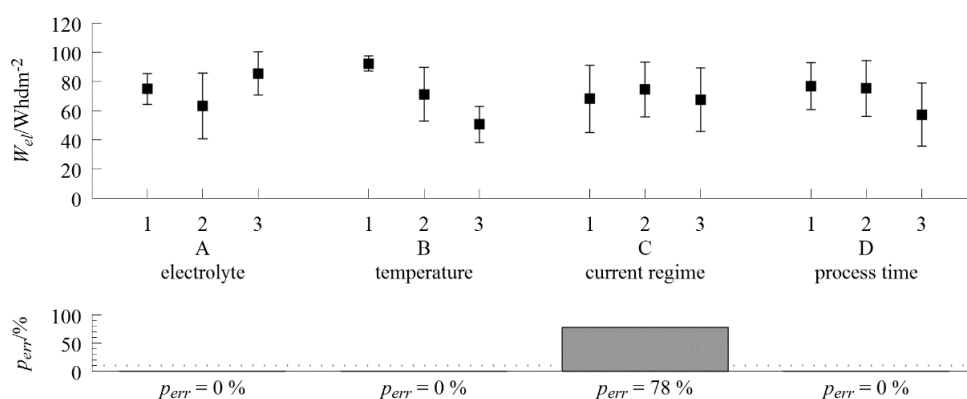 120
100
80
60
40
20
0
W_el/Whdm^-2
1 2 3 1 2 3 1 2 3 1 2 3
A B C D
electrolyte temperature current regime process time
100
50
0
p_err/%
p_err = 0 % p_err = 0 % p_err = 78 % p_err = 0 %